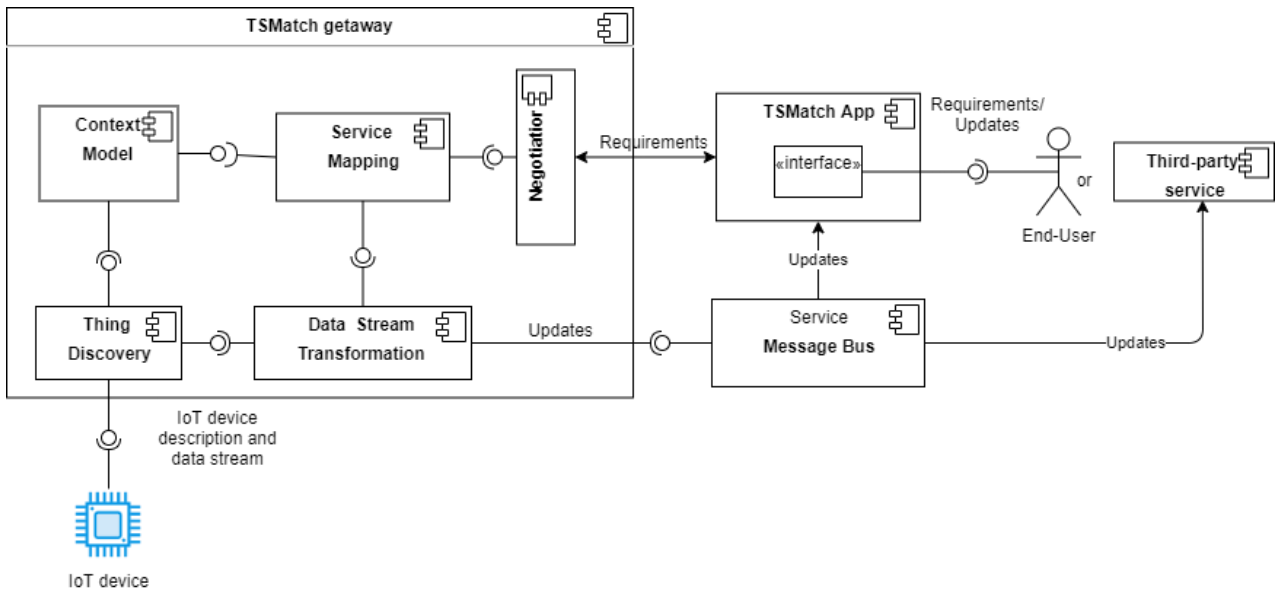 TSMatch getaway
Context
Model
Service
Mapping
Negotiatior
Requirements
TSMatch App
«interface»
Requirements/
Updates
or
End-User
Third-party
service
Updates
Thing
Discovery
Data Stream
Transformation
Updates
Service
Message Bus
Updates
IoT device
description and
data stream
IoT device